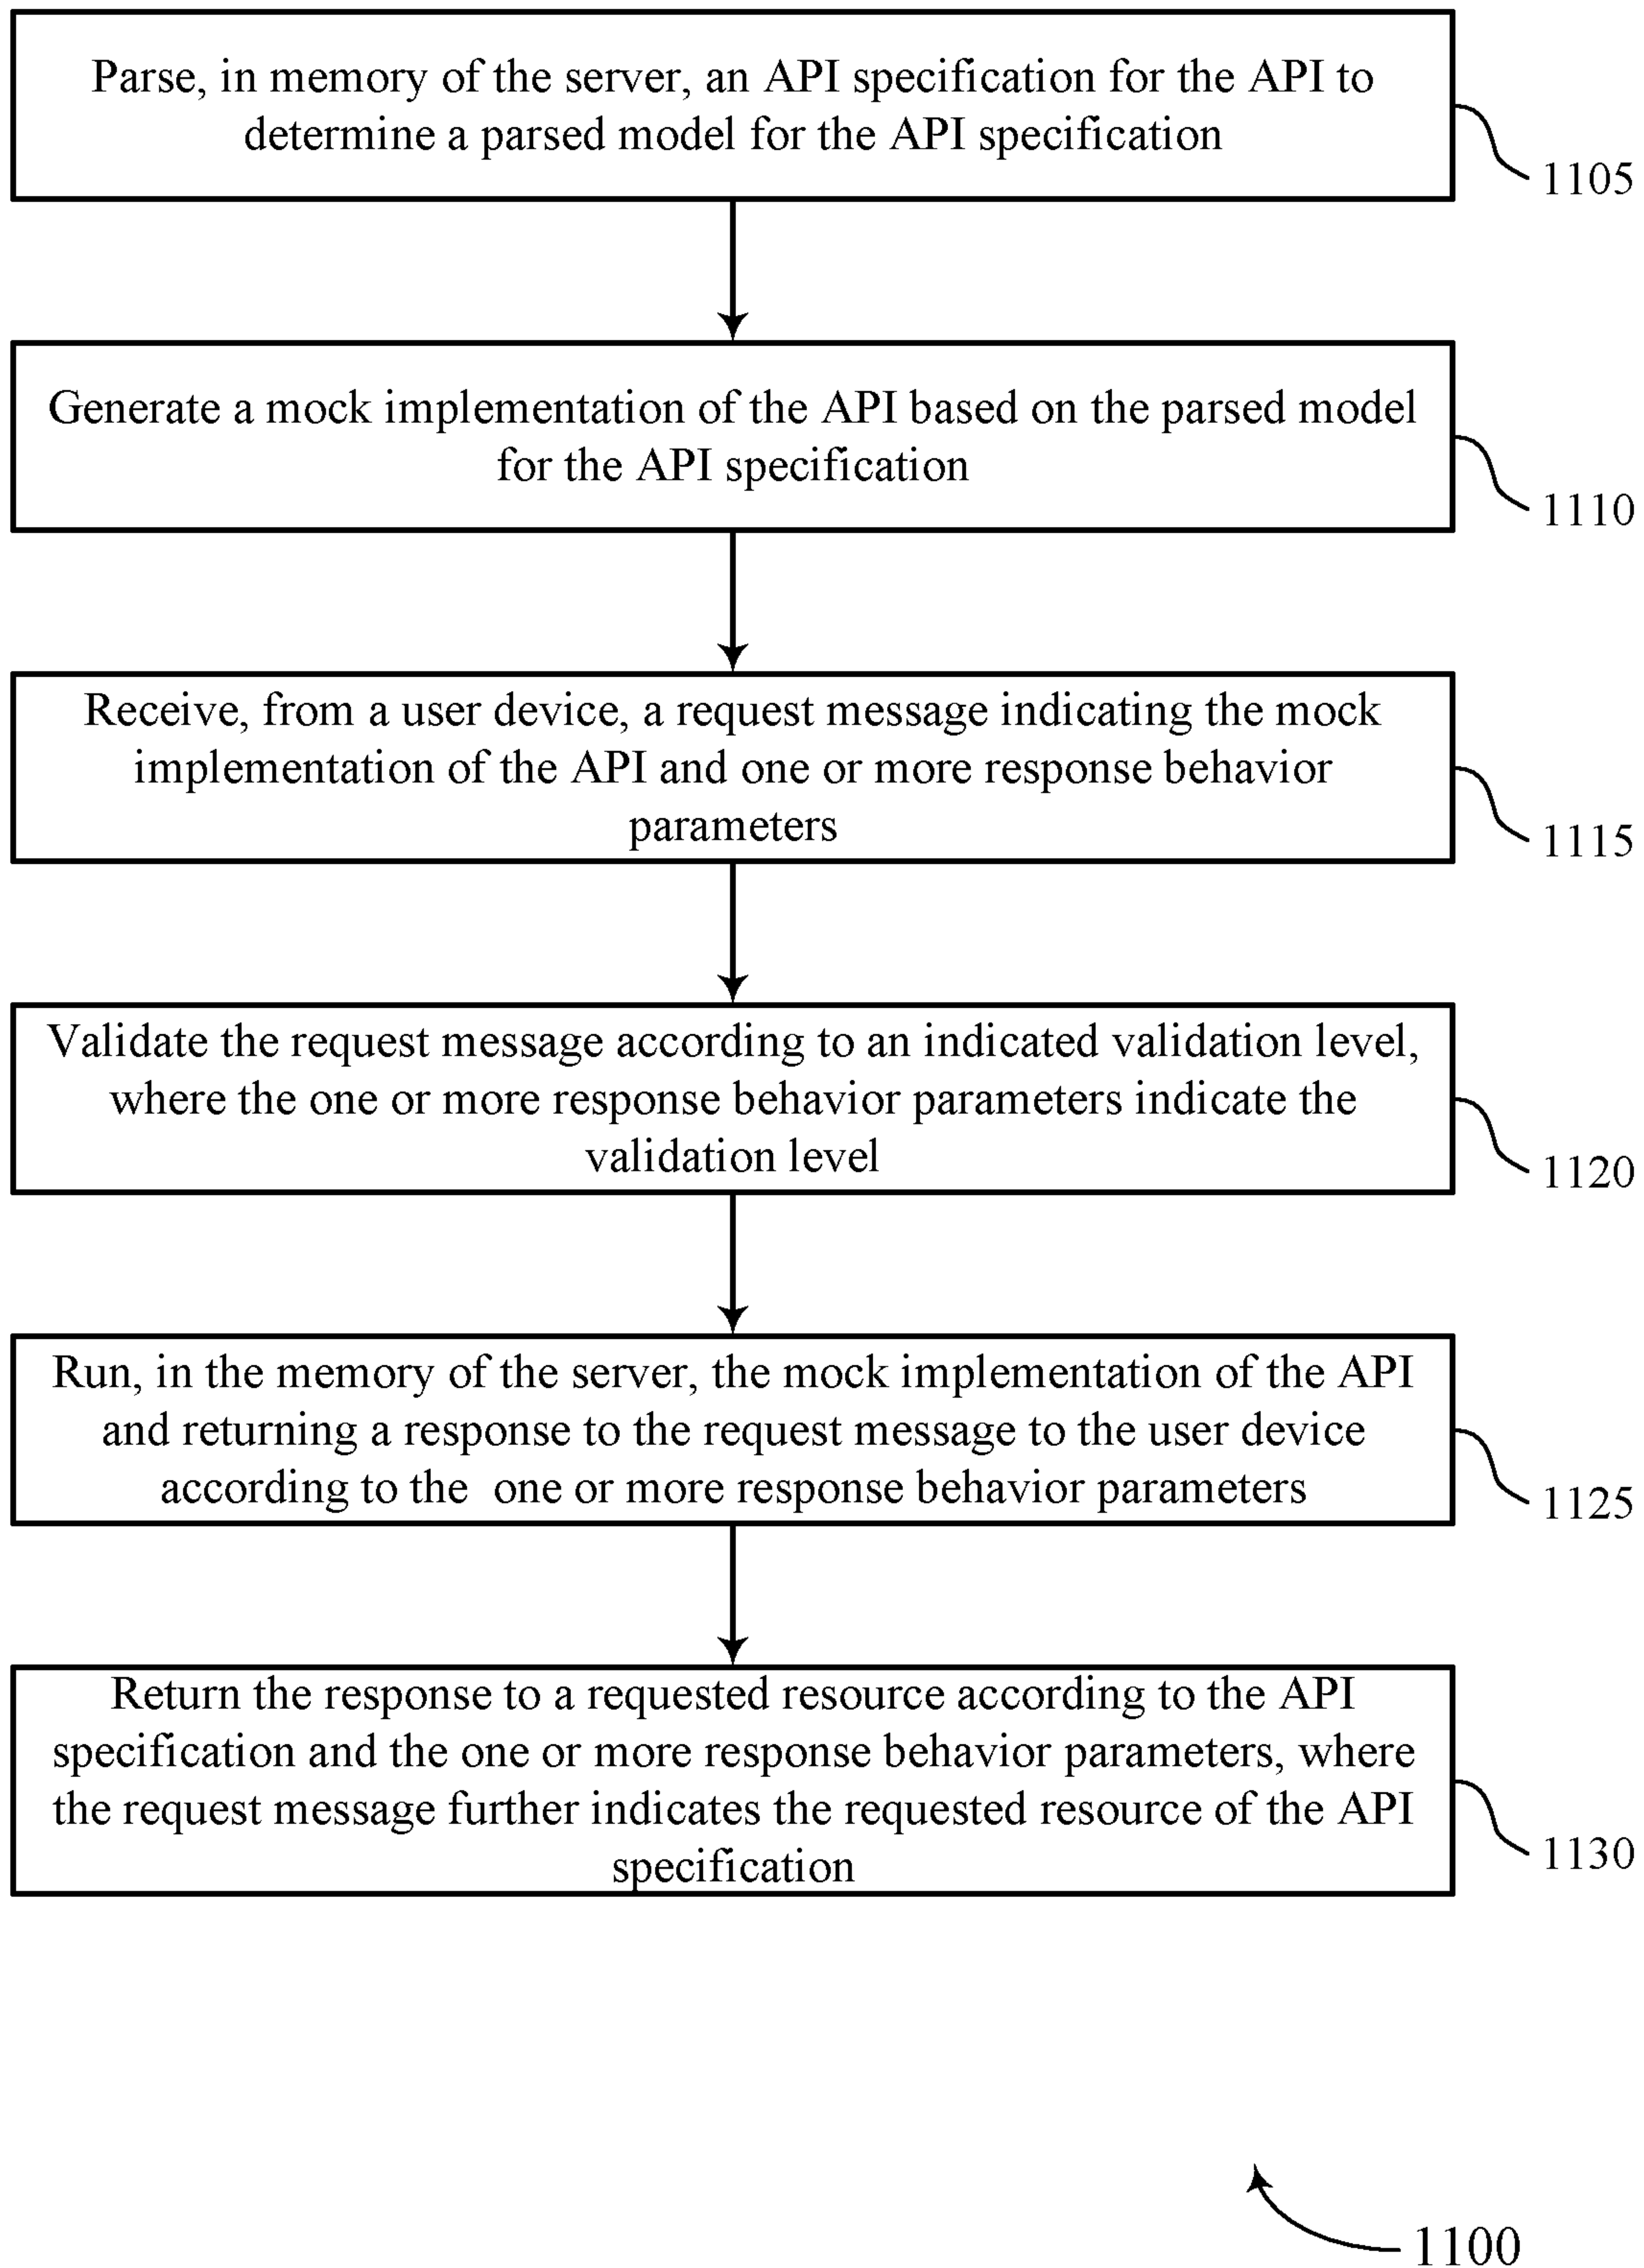 Parse, in memory of the server, an API specification for the API to
determine a parsed model for the API specification
1105
Generate a mock implementation of the API based on the parsed model
for the API specification
1110
Receive, from a user device, a request message indicating the mock
implementation of the API and one or more response behavior
parameters
1115
Validate the request message according to an indicated validation level,
where the one or more response behavior parameters indicate the
validation level
1120
Run, in the memory of the server, the mock implementation of the API
and returning a response to the request message to the user device
according to the  one or more response behavior parameters
1125
Return the response to a requested resource according to the API
specification and the one or more response behavior parameters, where
the request message further indicates the requested resource of the API
specification
1130
1100